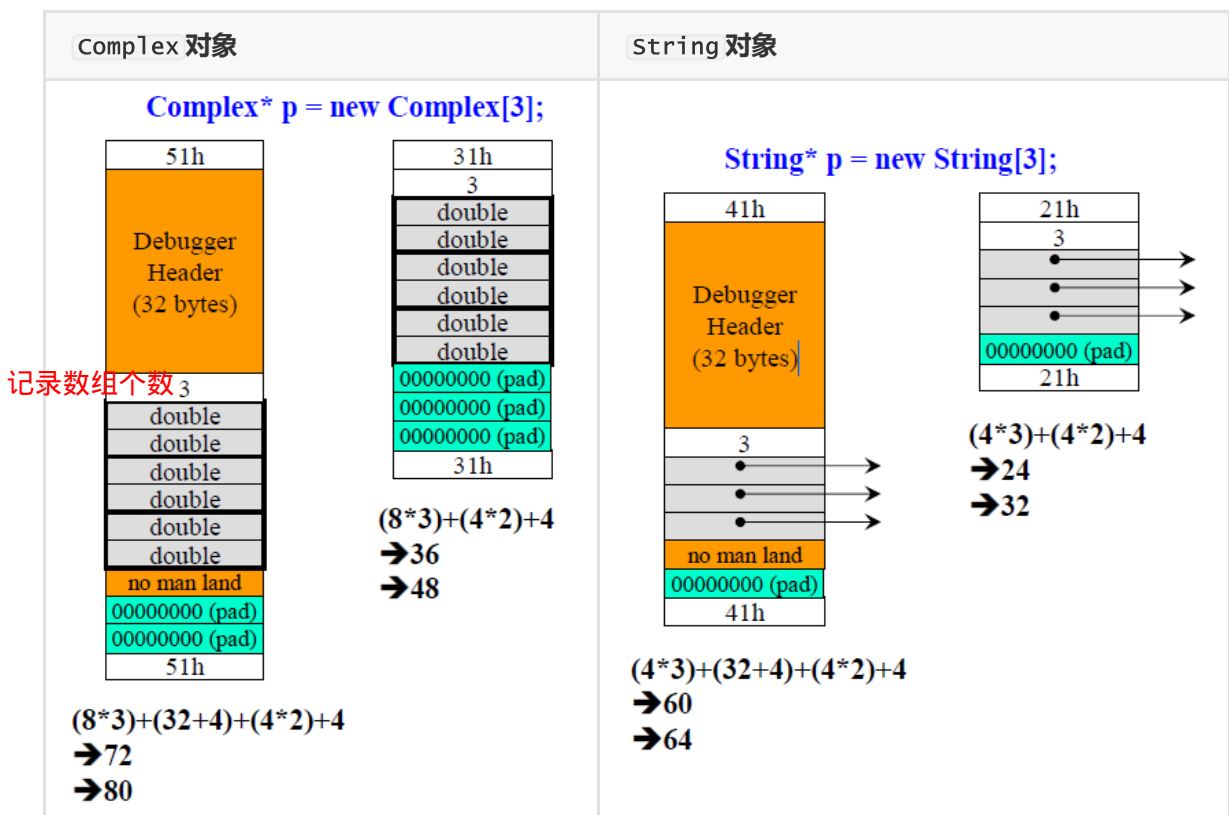 Complex对象
String对象
Complex* p = new Complex[3];
51h
Debugger
Header
(32 bytes)
记录数组个数
3
double
double
double
double
double
double
no man land
00000000 (pad)
00000000 (pad)
51h
(8*3)+(32+4)+(4*2)+4
➔72
➔80
31h
3
double
double
double
double
double
double
00000000 (pad)
00000000 (pad)
00000000 (pad)
31h
(8*3)+(4*2)+4
➔36
➔48
String* p = new String[3];
41h
Debugger
Header
(32 bytes)
3
no man land
00000000 (pad)
41h
(4*3)+(32+4)+(4*2)+4
➔60
➔64
21h
3
00000000 (pad)
21h
(4*3)+(4*2)+4
➔24
➔32